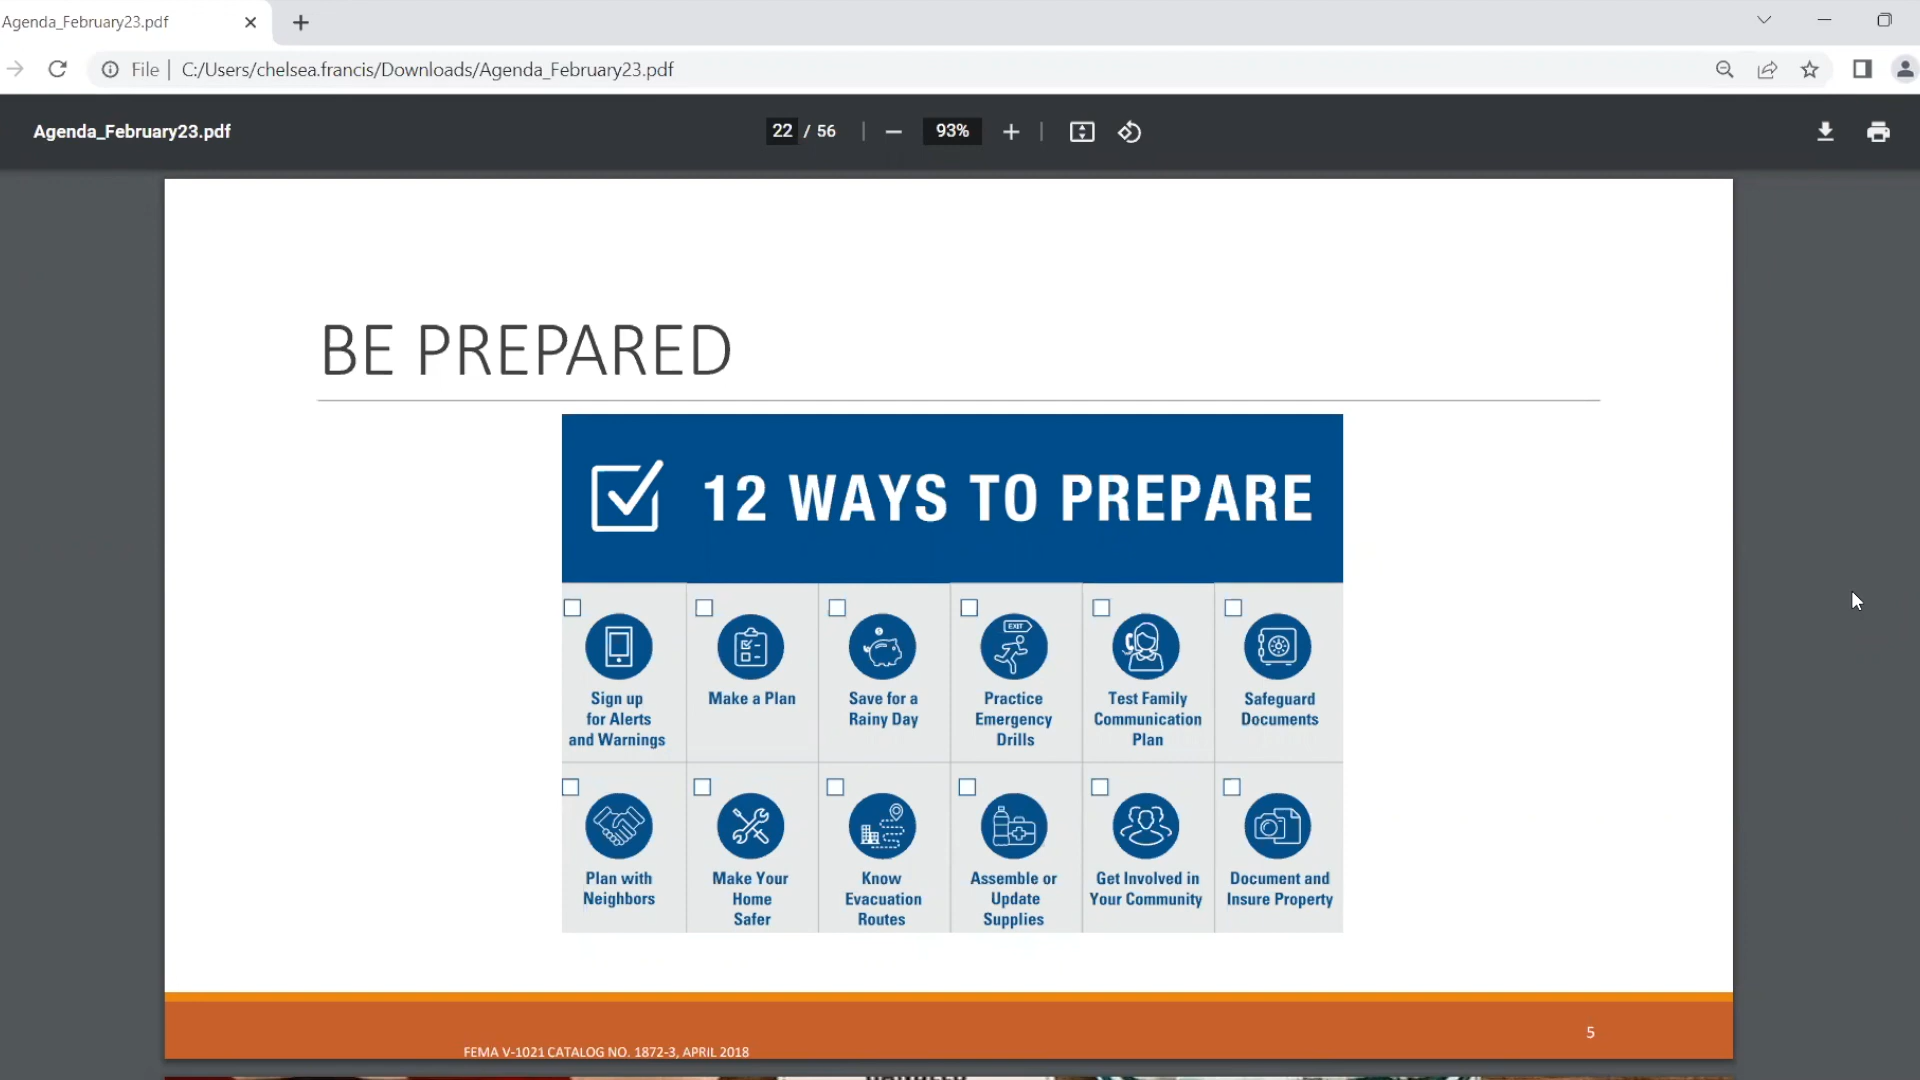 Agenda_February23.pdf
File | C:/Users/chelsea.francis/Downloads/Agenda_February23.pdf
Agenda_February23.pdf
22 / 56
93%
BE PREPARED
12 WAYS TO PREPARE
Sign up
for Alerts
and Warnings
Make a Plan
Save for a
Rainy Day
EXIT
Practice
Emergency
Drills
Test Family
Communication
Plan
Safeguard
Documents
Plan with
Neighbors
Make Your
Home
Safer
Know
Evacuation
Routes
Assemble or
Update
Supplies
Get Involved in
Your Community
Document and
Insure Property
5
FEMA V-1021 CATALOG NO. 1872-3, APRIL 2018